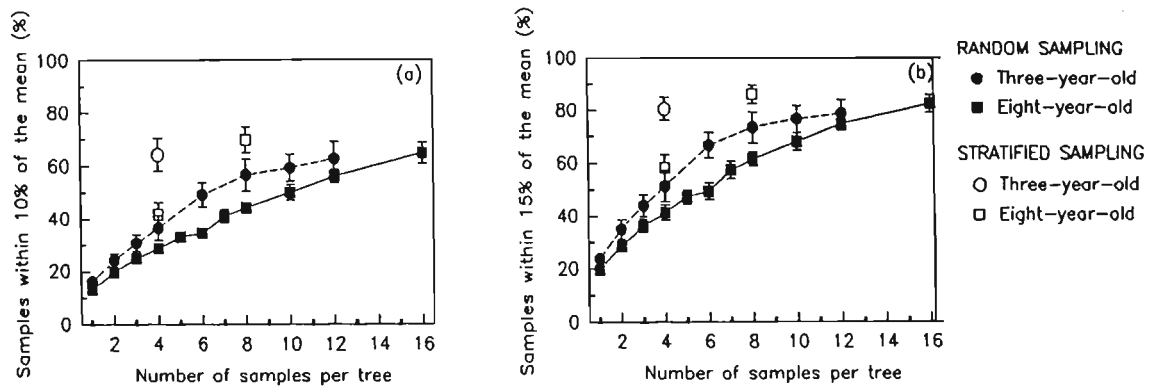 Samples within 10% of the mean (%)
100
80
60
40
20
0
(a)
2 4 6 8 10 12 14 16
Number of samples per tree
Samples within 15% of the mean (%)
100
80
60
40
20
0
(b)
2 4 6 8 10 12 14 16
Number of samples per tree
RANDOM SAMPLING
Three-year-old
Eight-year-old
STRATIFIED SAMPLING
Three-year-old
Eight-year-old